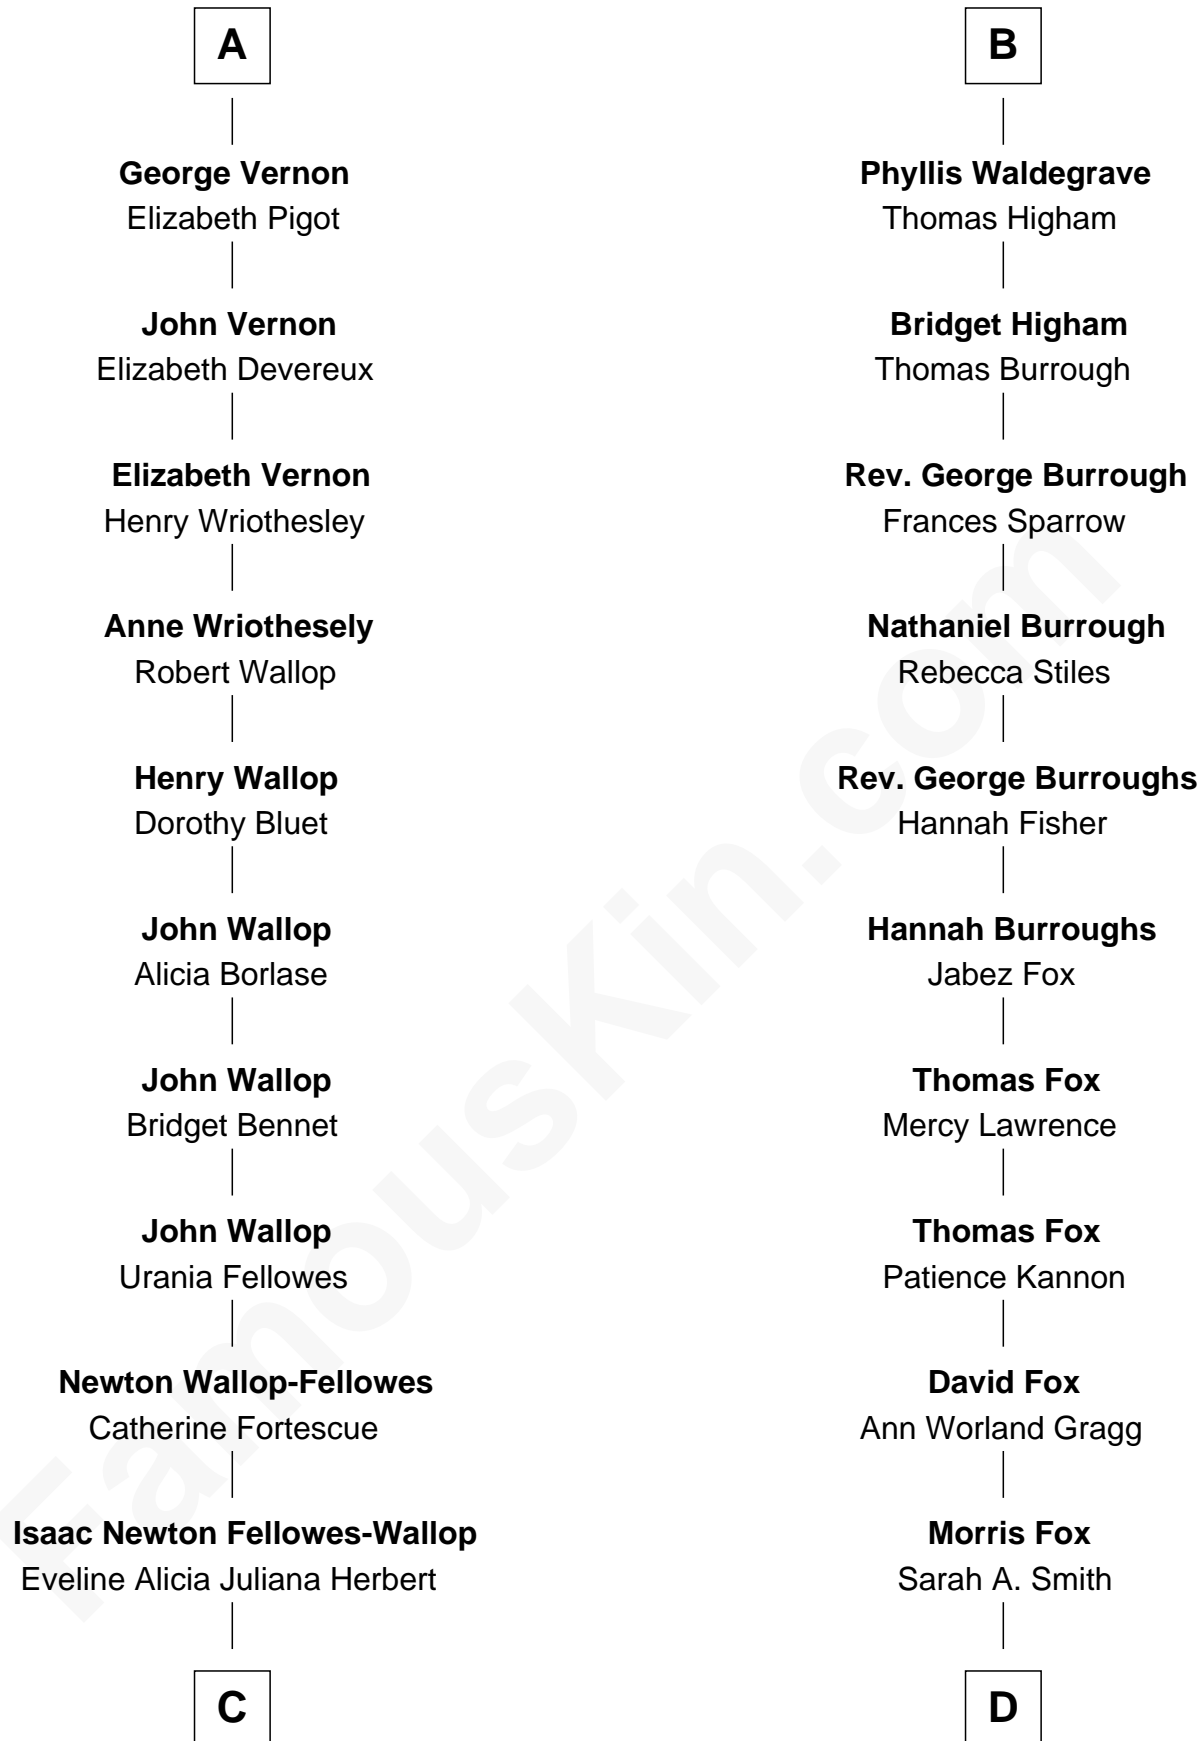 A
George Vernon
Elizabeth Pigot
John Vernon
Elizabeth Devereux
Elizabeth Vernon
Henry Wriothesley
Anne Wriothesely
Robert Wallop
Henry Wallop
Dorothy Bluet
John Wallop
Alicia Borlase
John Wallop
Bridget Bennet
John Wallop
Urania Fellowes
Newton Wallop-Fellowes
Catherine Fortescue
Isaac Newton Fellowes-Wallop
Eveline Alicia Juliana Herbert
C
B
Phyllis Waldegrave
Thomas Higham
Bridget Higham
Thomas Burrough
Rev. George Burrough
Frances Sparrow
Nathaniel Burrough
Rebecca Stiles
Rev. George Burroughs
Hannah Fisher
Hannah Burroughs
Jabez Fox
Thomas Fox
Mercy Lawrence
Thomas Fox
Patience Kannon
David Fox
Ann Worland Gragg
Morris Fox
Sarah A. Smith
D
FamousKin.com